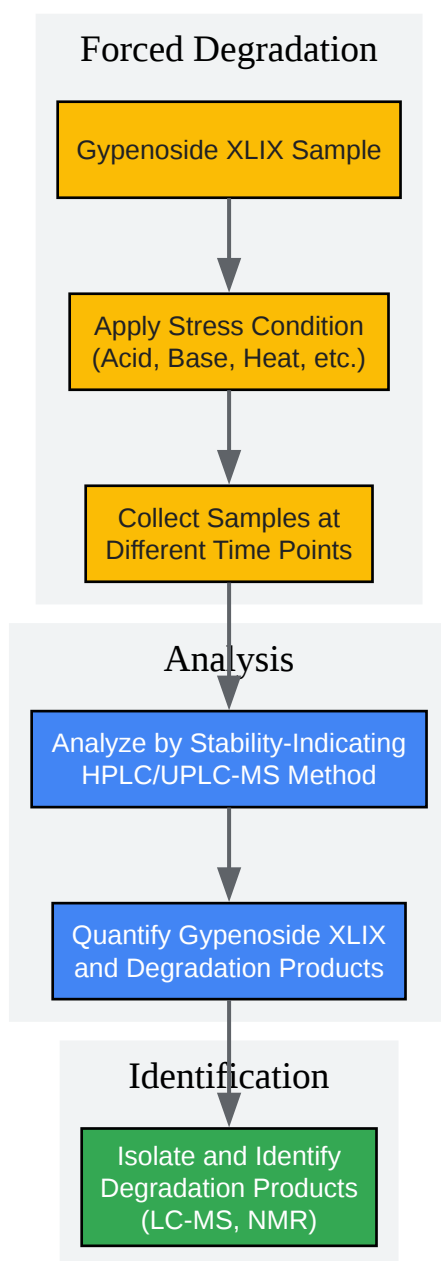 Forced Degradation
Gypenoside XLIX Sample
Apply Stress Condition
(Acid, Base, Heat, etc.)
Collect Samples at
Different Time Points
Analysis
Analyze by Stability-Indicating
HPLC/UPLC-MS Method
Quantify Gypenoside XLIX
and Degradation Products
Identification
Isolate and Identify
Degradation Products
(LC-MS, NMR)